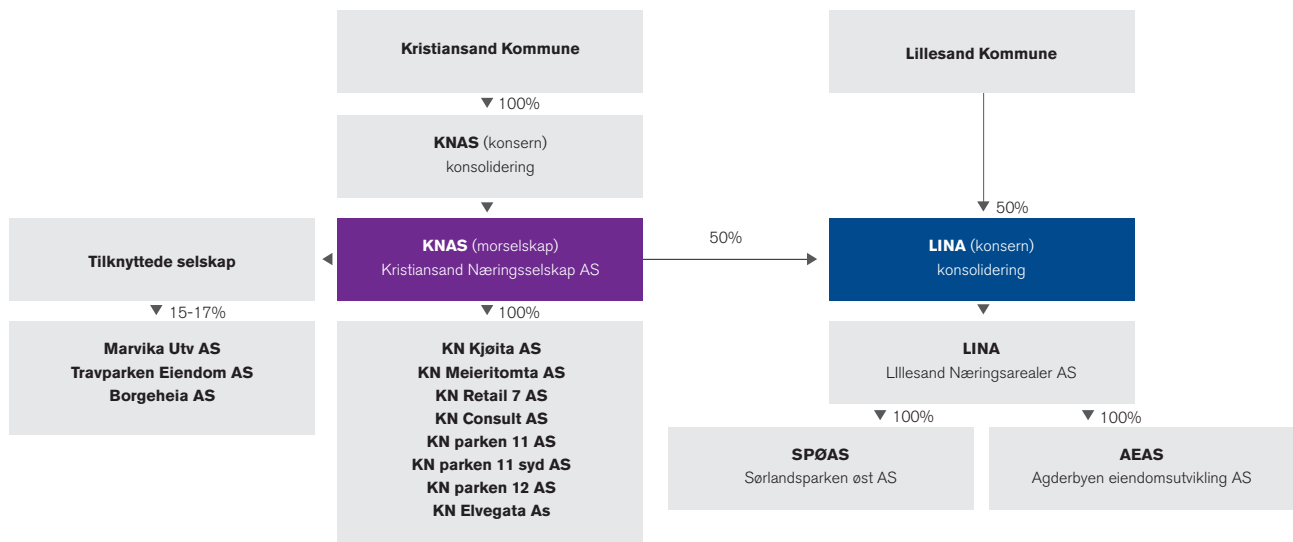 Kristiansand Kommune
Lillesand Kommune
100%
KNAS (konsern)
konsolidering
50%
Tilknyttede selskap
KNAS (morselskap)
Kristiansand Næringsselskap AS
50%
LINA (konsern)
konsolidering
15-17%
100%
Marvika Utv AS
Travparken Eiendom AS
Borgeheia AS
KN Kjøita AS
KN Meieritomta AS
KN Retail 7 AS
KN Consult AS
KN parken 11 AS
KN parken 11 syd AS
KN parken 12 AS
KN Elvegata As
LINA
LIllesand Næringsarealer AS
100%
100%
SPØAS
Sørlandsparken øst AS
AEAS
Agderbyen eiendomsutvikling AS